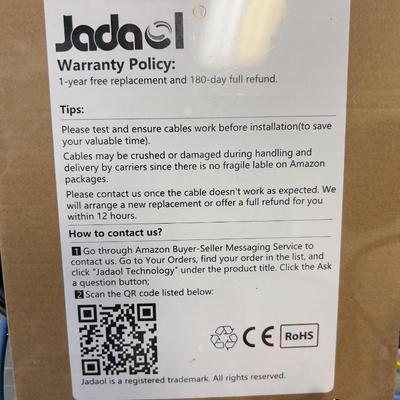 Jadaol
Warranty Policy:
1-year free replacement and 180-day full refund.
Tips:
Please test and ensure cables work before installation(to save
your valuable time).
Cables may be crushed or damaged during handling and
delivery by carriers since there is no fragile lable on Amazon
packages.
Please contact us once the cable doesn't work as expected. We
will arrange a new replacement or offer a full refund for you
within 12 hours.
How to contact us?
1 Go through Amazon Buyer-Seller Messaging Service to
contact us. Go to Your Orders, find your order in the list, and
click "Jadaol Technology" under the product title. Click the Ask
a question button;
2 Scan the QR code listed below:
CE RoHS
Jadaol is a registered trademark. All rights reserved.